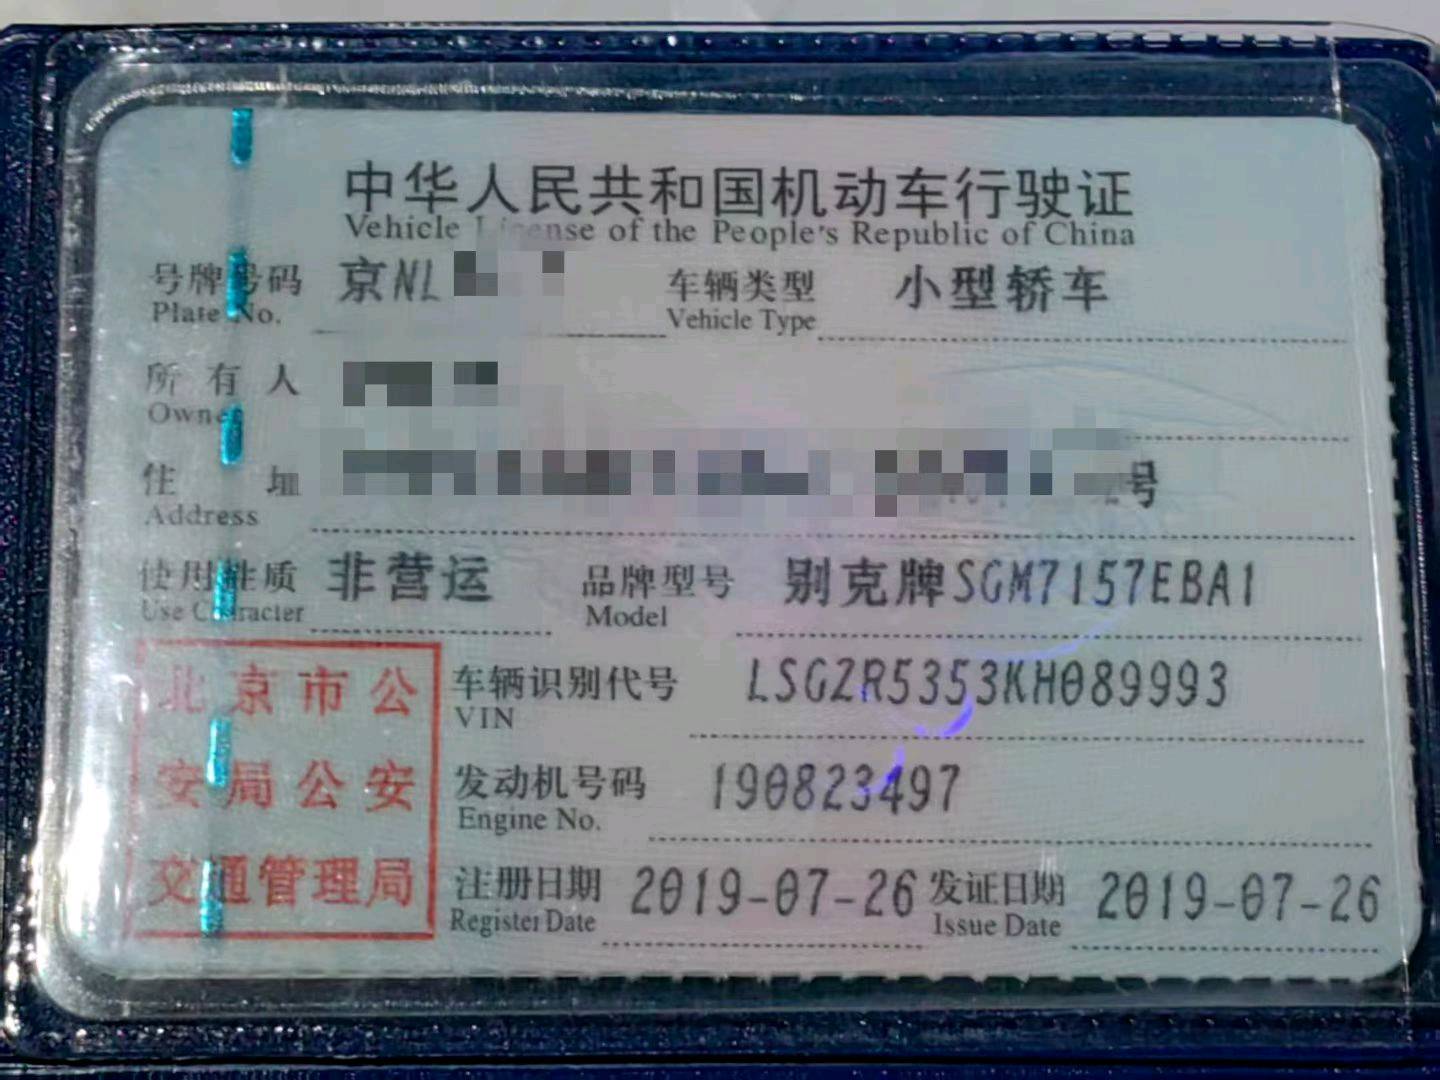 中华人民共和国机动车行驶证
Vehicle License of the People's Republic of China
号牌号码 京NL 车辆类型 小型轿车
Plate No. Vehicle Type
所有人
Owner
住址 号
Address
使用性质 非营运 品牌型号 别克牌SGM7157EBA1
Use Character Model
北京市公
安局公安
交通管理局
车辆识别代号 LSGZR5353KH089993
VIN
发动机号码 190823497
Engine No.
注册日期 2019-07-26 发证日期 2019-07-26
Register Date Issue Date